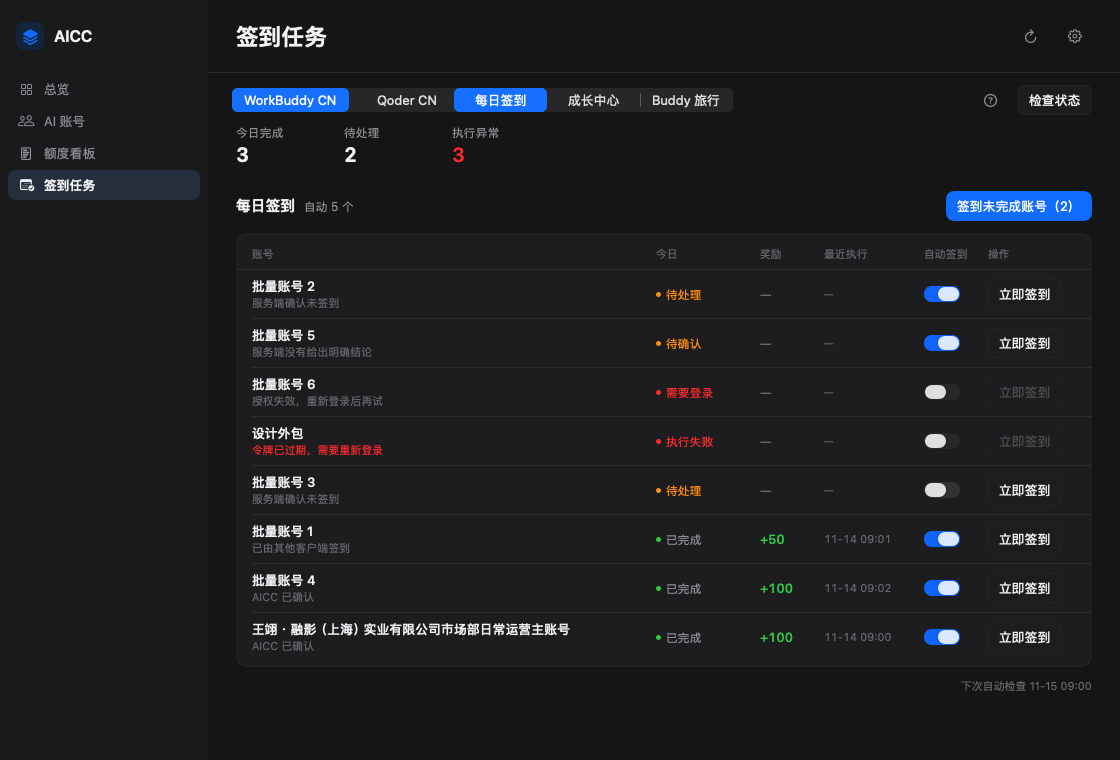 AICC
签到任务
总览
AI 账号
额度看板
签到任务
WorkBuddy CN
Qoder CN
每日签到
成长中心
Buddy 旅行
检查状态
今日完成
待处理
执行异常
3
2
3
每日签到 自动 5 个
签到未完成账号（2）
账号 今日 奖励 最近执行 自动签到 操作
批量账号 2
服务端确认未签到
待处理 — — 立即签到
批量账号 5
服务端没有给出明确结论
待确认 — — 立即签到
批量账号 6
授权失效，重新登录后再试
需要登录 — — 立即签到
设计外包
令牌已过期，需要重新登录
执行失败 — — 立即签到
批量账号 3
服务端确认未签到
待处理 — — 立即签到
批量账号 1
已由其他客户端签到
已完成 +50 11-14 09:01 立即签到
批量账号 4
AICC 已确认
已完成 +100 11-14 09:02 立即签到
王翊 · 融影（上海）实业有限公司市场部日常运营主账号
AICC 已确认
已完成 +100 11-14 09:00 立即签到
下次自动检查 11-15 09:00